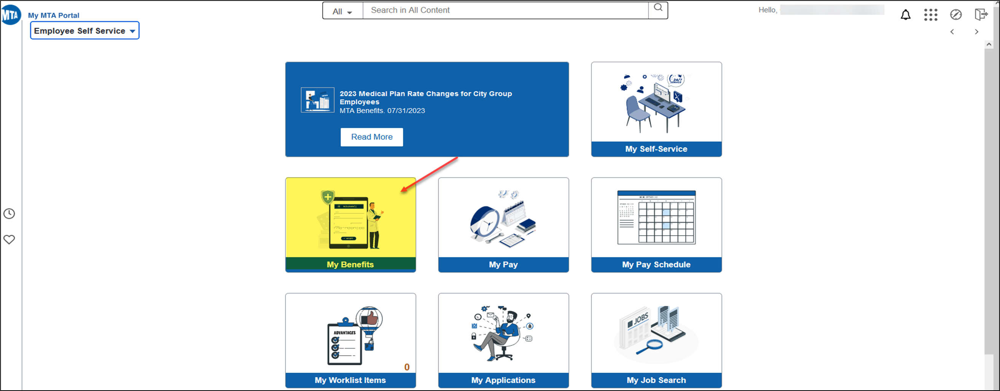 MTA
My MTA Portal
Employee Self Service
All
Search in All Content
Hello,
2023 Medical Plan Rate Changes for City Group
Employees
MTA Benefits. 07/31/2023
Read More
24/7
SERVICE
My Self-Service
INSURANCE
ACCEPT
My Benefits
My Pay
My Pay Schedule
ADVANTAGES
0
My Worklist Items
My Applications
JOBS
My Job Search